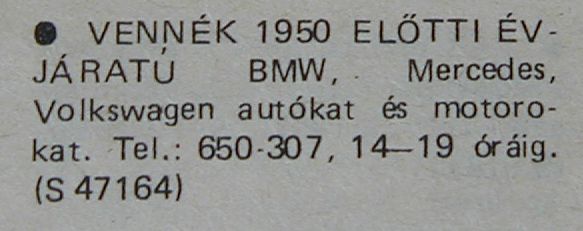 ● VENNÉK 1950 ELŐTTI ÉV-
JÁRATÚ BMW, Mercedes,
Volkswagen autókat és motoro-
kat. Tel.: 650-307, 14—19 óráig.
(S 47164)